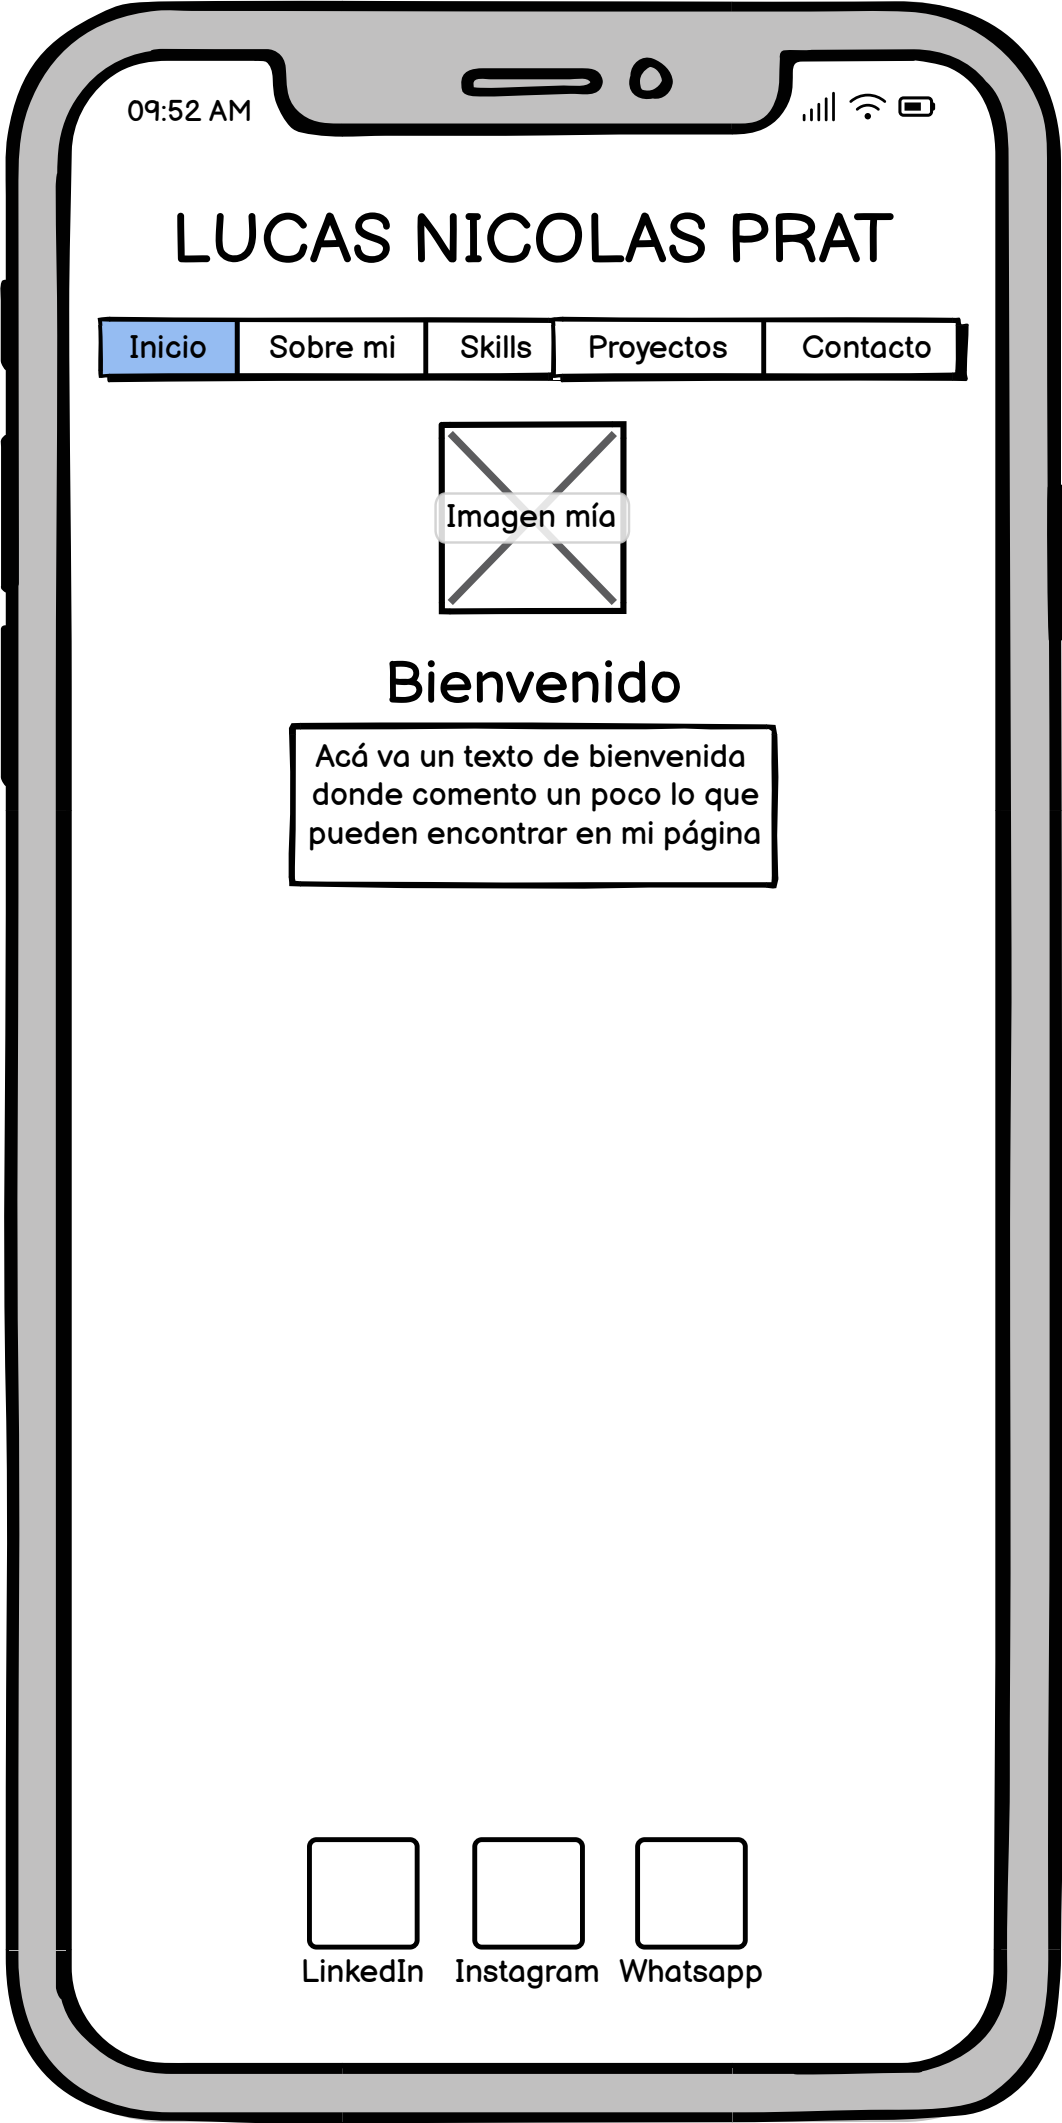 09:52 AM
LUCAS NICOLAS PRAT
Inicio Sobre mi Skills Proyectos Contacto
Imagen mía
Bienvenido
Acá va un texto de bienvenida
donde comento un poco lo que
pueden encontrar en mi página
LinkedIn Instagram Whatsapp